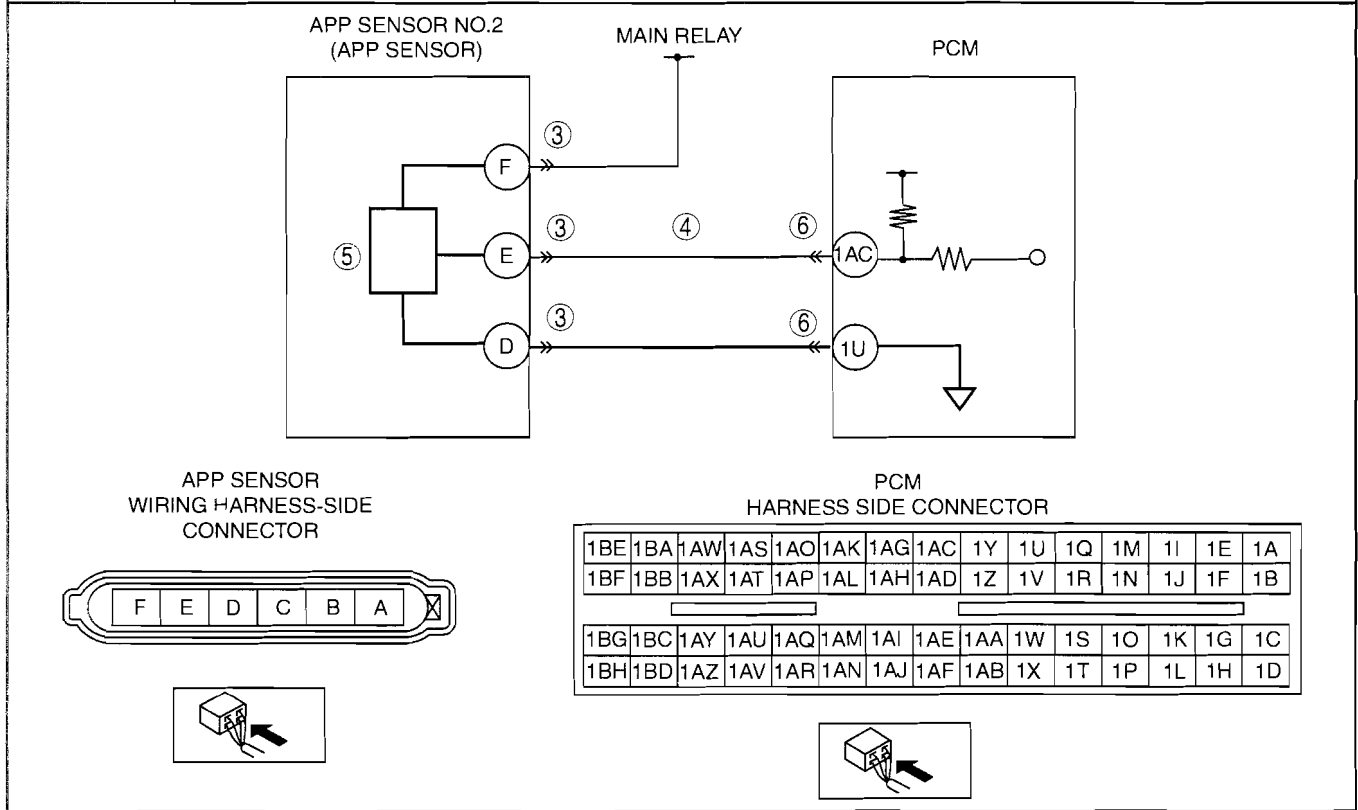 APP SENSOR NO.2
(APP SENSOR)
MAIN RELAY
PCM
③
F
③
④
⑥
⑤
E
1AC
③
⑥
D
1U
APP SENSOR
WIRING HARNESS-SIDE
CONNECTOR
F E D C B A
PCM
HARNESS SIDE CONNECTOR
1BE 1BA 1AW 1AS 1AO 1AK 1AG 1AC 1Y 1U 1Q 1M 1I 1E 1A
1BF 1BB 1AX 1AT 1AP 1AL 1AH 1AD 1Z 1V 1R 1N 1J 1F 1B
1BG 1BC 1AY 1AU 1AQ 1AM 1AI 1AE 1AA 1W 1S 1O 1K 1G 1C
1BH 1BD 1AZ 1AV 1AR 1AN 1AJ 1AF 1AB 1X 1T 1P 1L 1H 1D